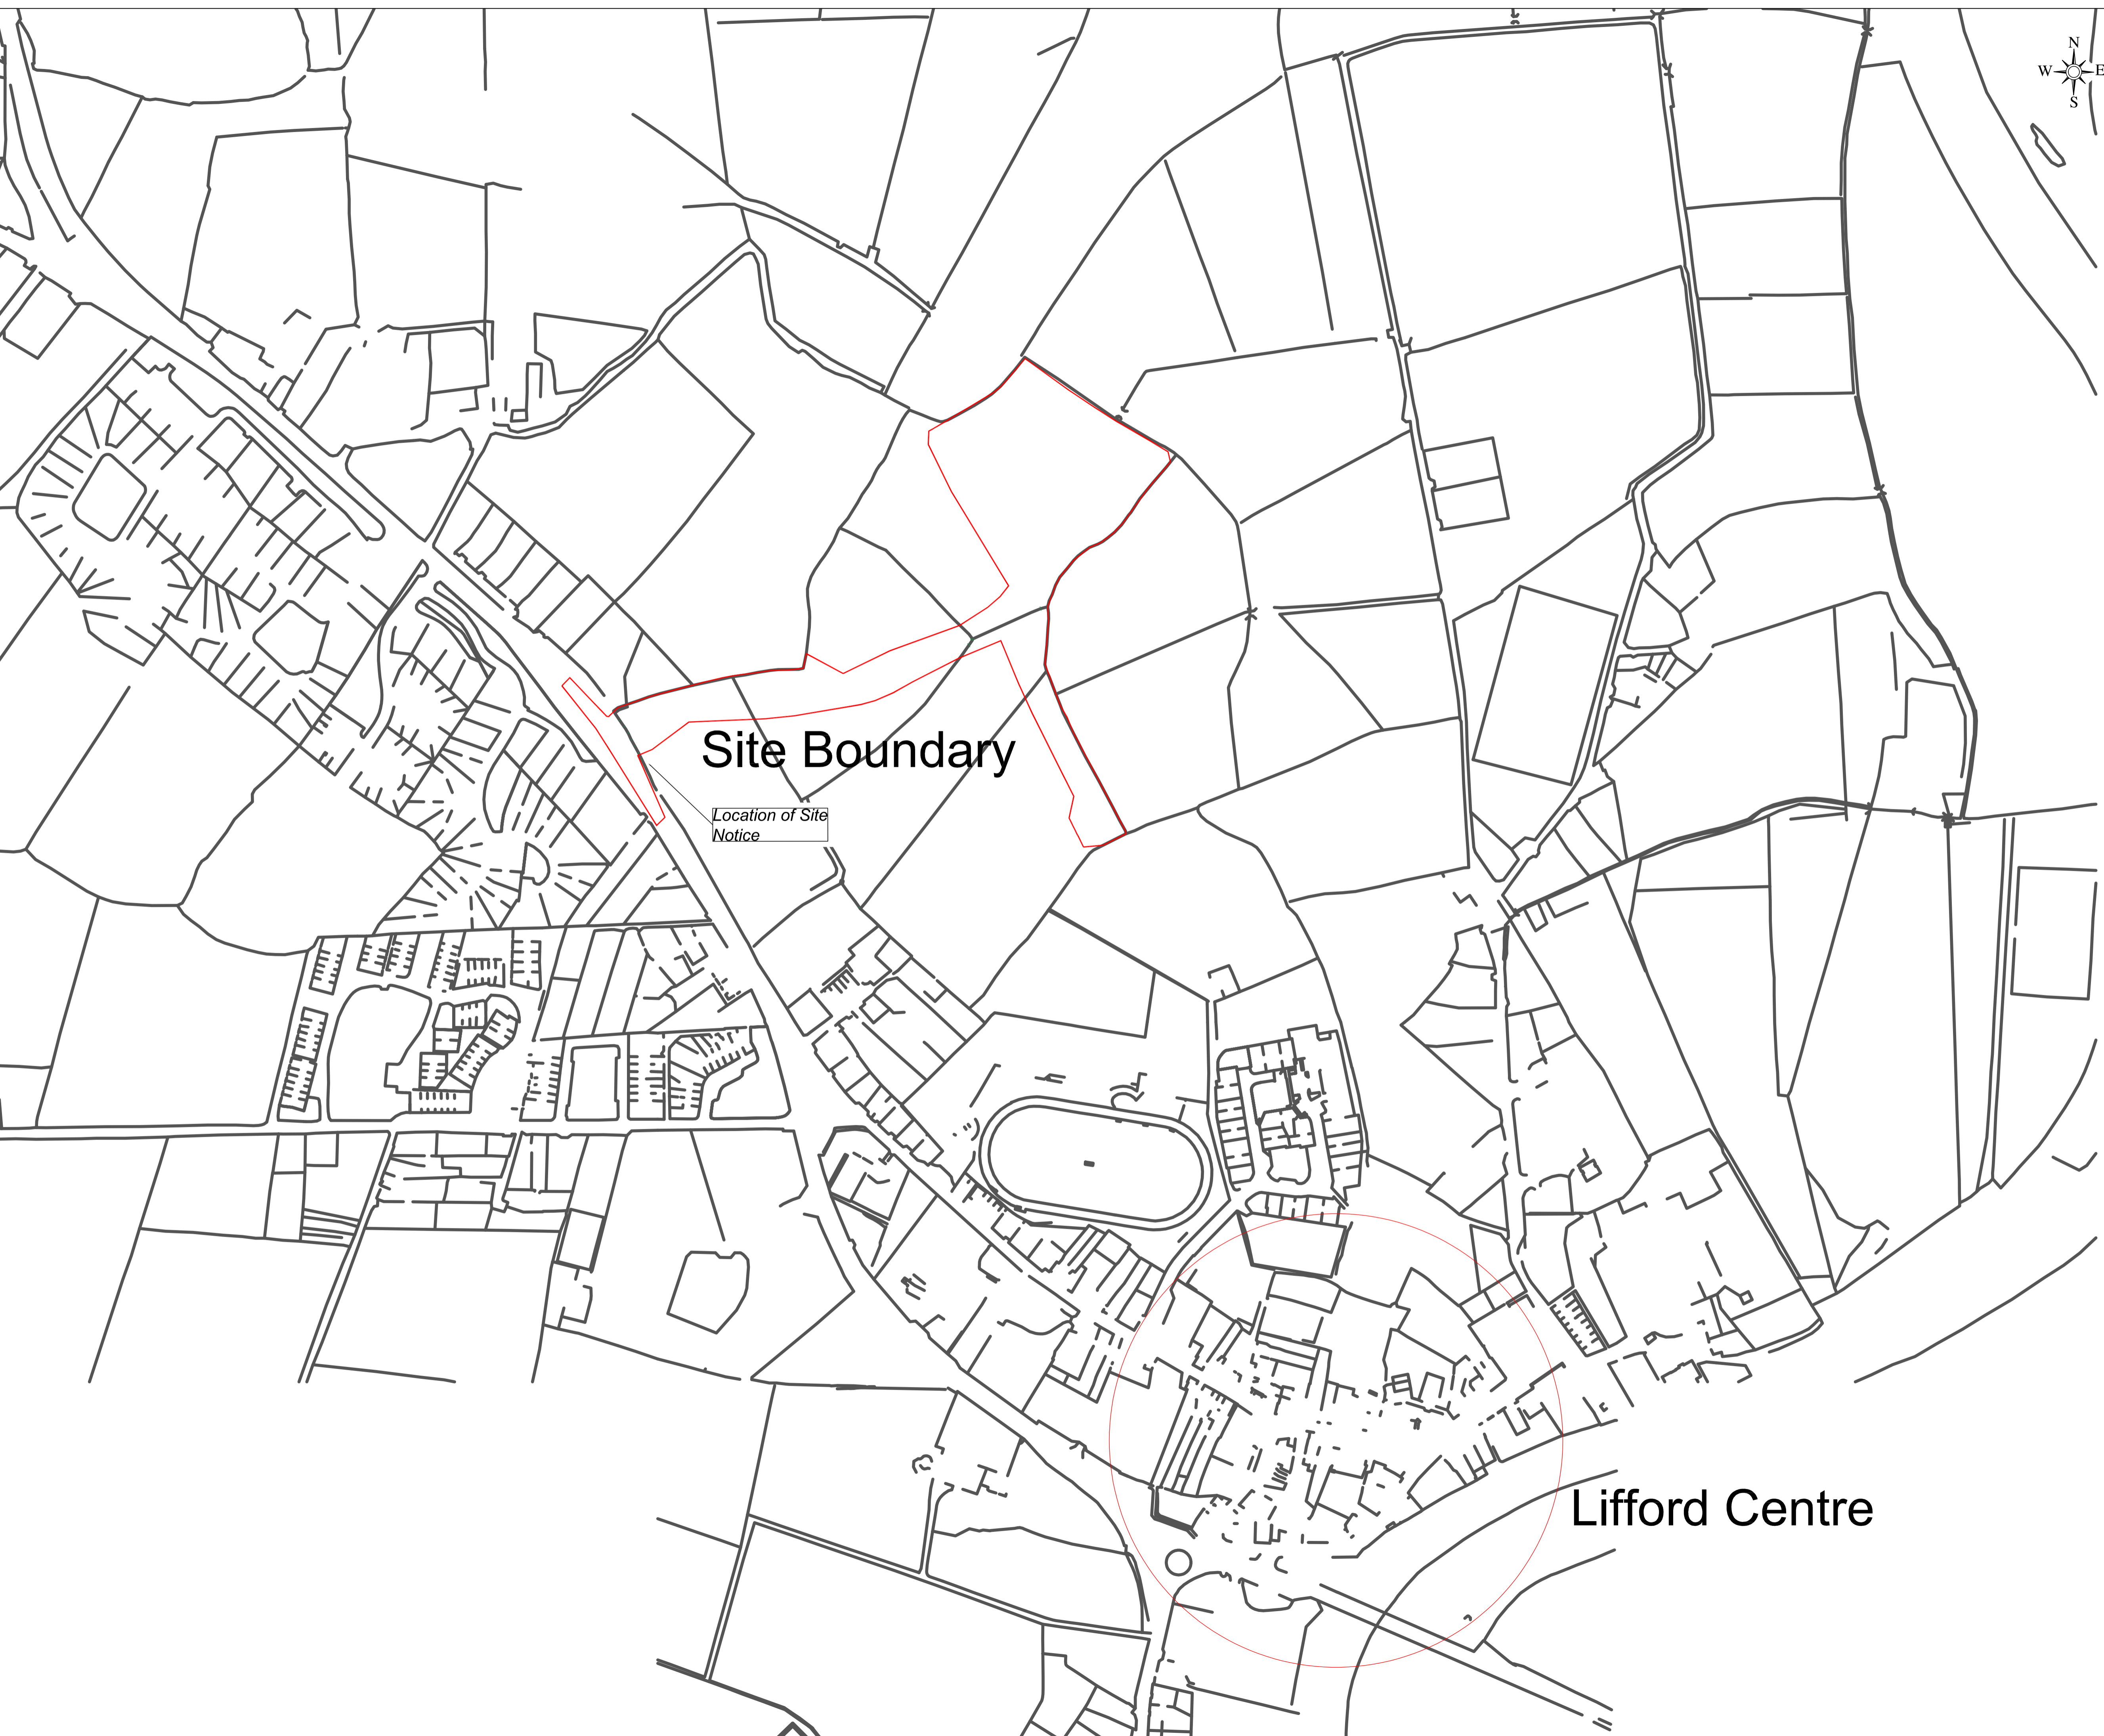 N
W E
S
Site Boundary
Location of Site
Notice
Lifford Centre